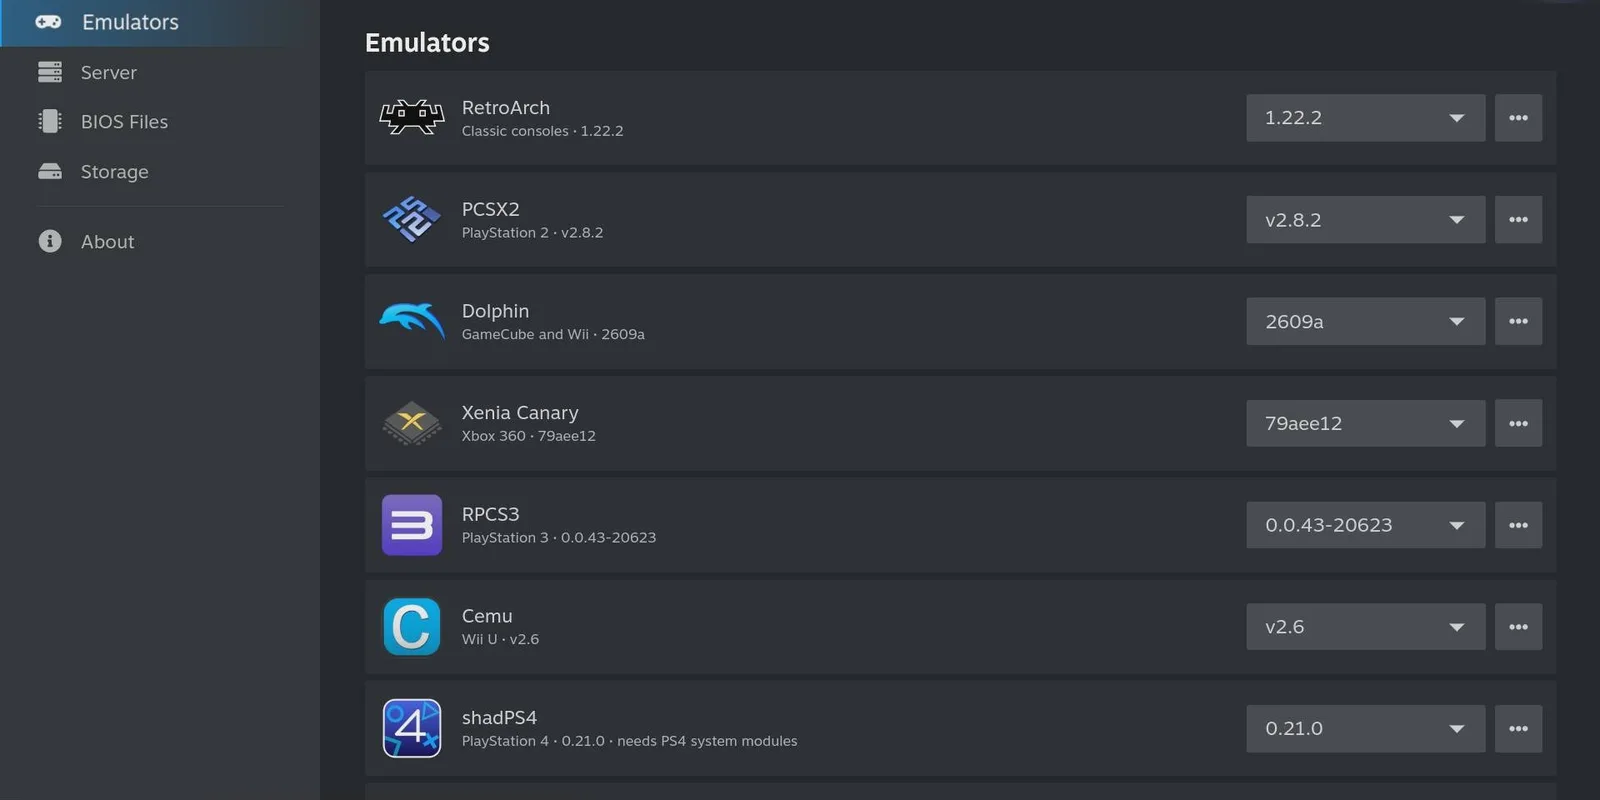 Emulators
Server
BIOS Files
Storage
About
Emulators
RetroArch
Classic consoles · 1.22.2
1.22.2
PCSX2
PlayStation 2 · v2.8.2
v2.8.2
Dolphin
GameCube and Wii · 2609a
2609a
Xenia Canary
Xbox 360 · 79aee12
79aee12
RPCS3
PlayStation 3 · 0.0.43-20623
0.0.43-20623
Cemu
Wii U · v2.6
v2.6
shadPS4
PlayStation 4 · 0.21.0 · needs PS4 system modules
0.21.0